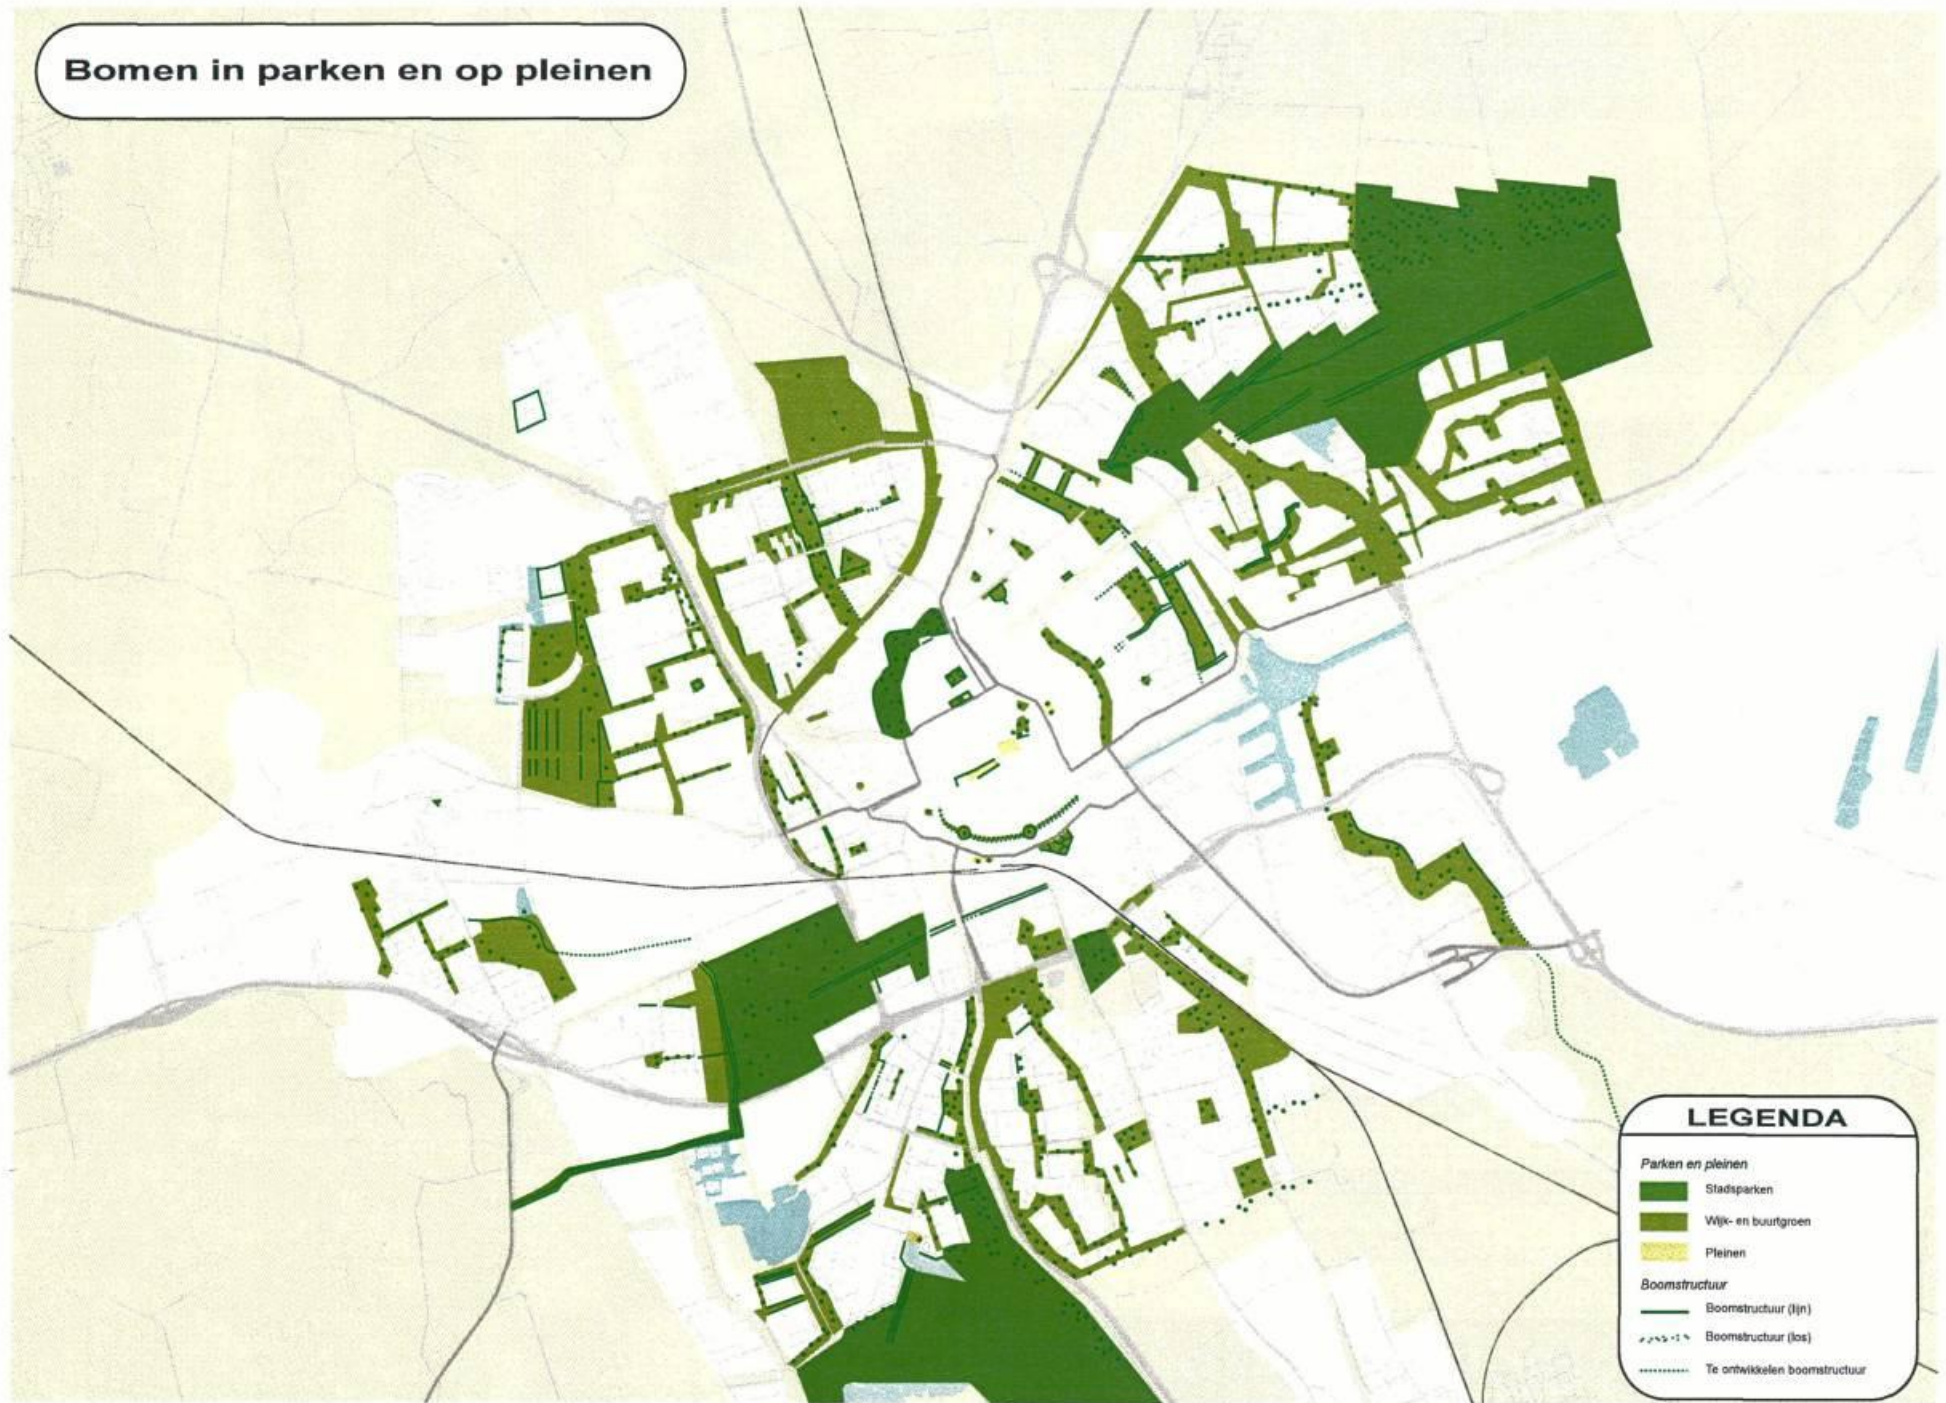 Bomen in parken en op pleinen
LEGENDA
Parken en pleinen
Stadsparken
Wijk- en buurtgroen
Pleinen
Boomstructuur
Boomstructuur (lijn)
Boomstructuur (los)
Te ontwikkelen boomstructuur